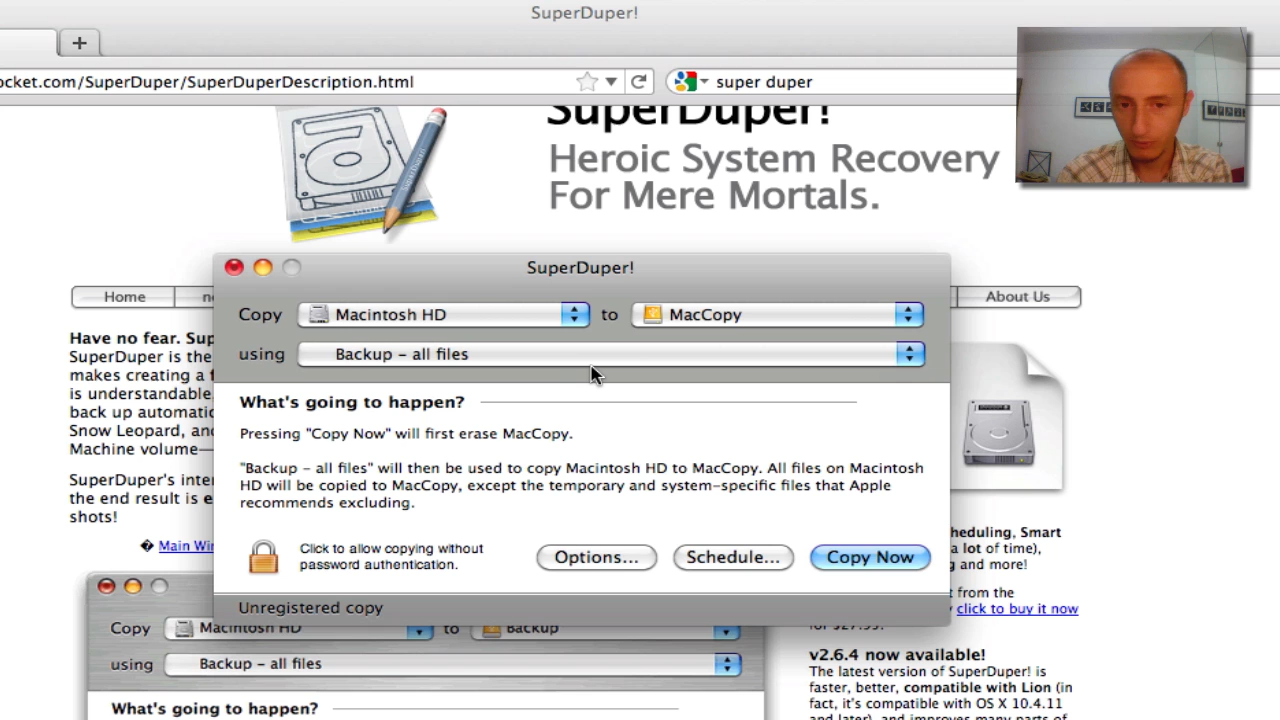 SuperDuper!
ocket.com/SuperDuper/SuperDuperDescription.html
super duper
SuperDuper!
Heroic System Recovery
For Mere Mortals.
SuperDuper!
Home
About Us
Copy
Macintosh HD
to
MacCopy
using
Backup - all files
Have no fear.
SuperDuper is the
makes creating a
is understandable.
back up
Snow Leopard,
Machine volume—
SuperDuper's
the end result is
shots!
Main
What's going to happen?
Pressing "Copy Now" will first erase MacCopy.
"Backup - all files" will then be used to copy Macintosh HD to MacCopy. All files on Macintosh
HD will be copied to MacCopy, except the temporary and system-specific files that Apple
recommends excluding.
Click to allow copying without
password authentication.
Options...
Schedule...
Copy Now
Unregistered copy
Smart
a lot of time),
and more!
from the
click to buy it now
Copy
Macintosh HD
to
Backup
using
Backup - all files
What's going to happen?
v2.6.4 now available!
The latest version of SuperDuper! is
faster, better, compatible with Lion (in
fact, it's compatible with OS X 10.4.11
and later), and improves many parts of